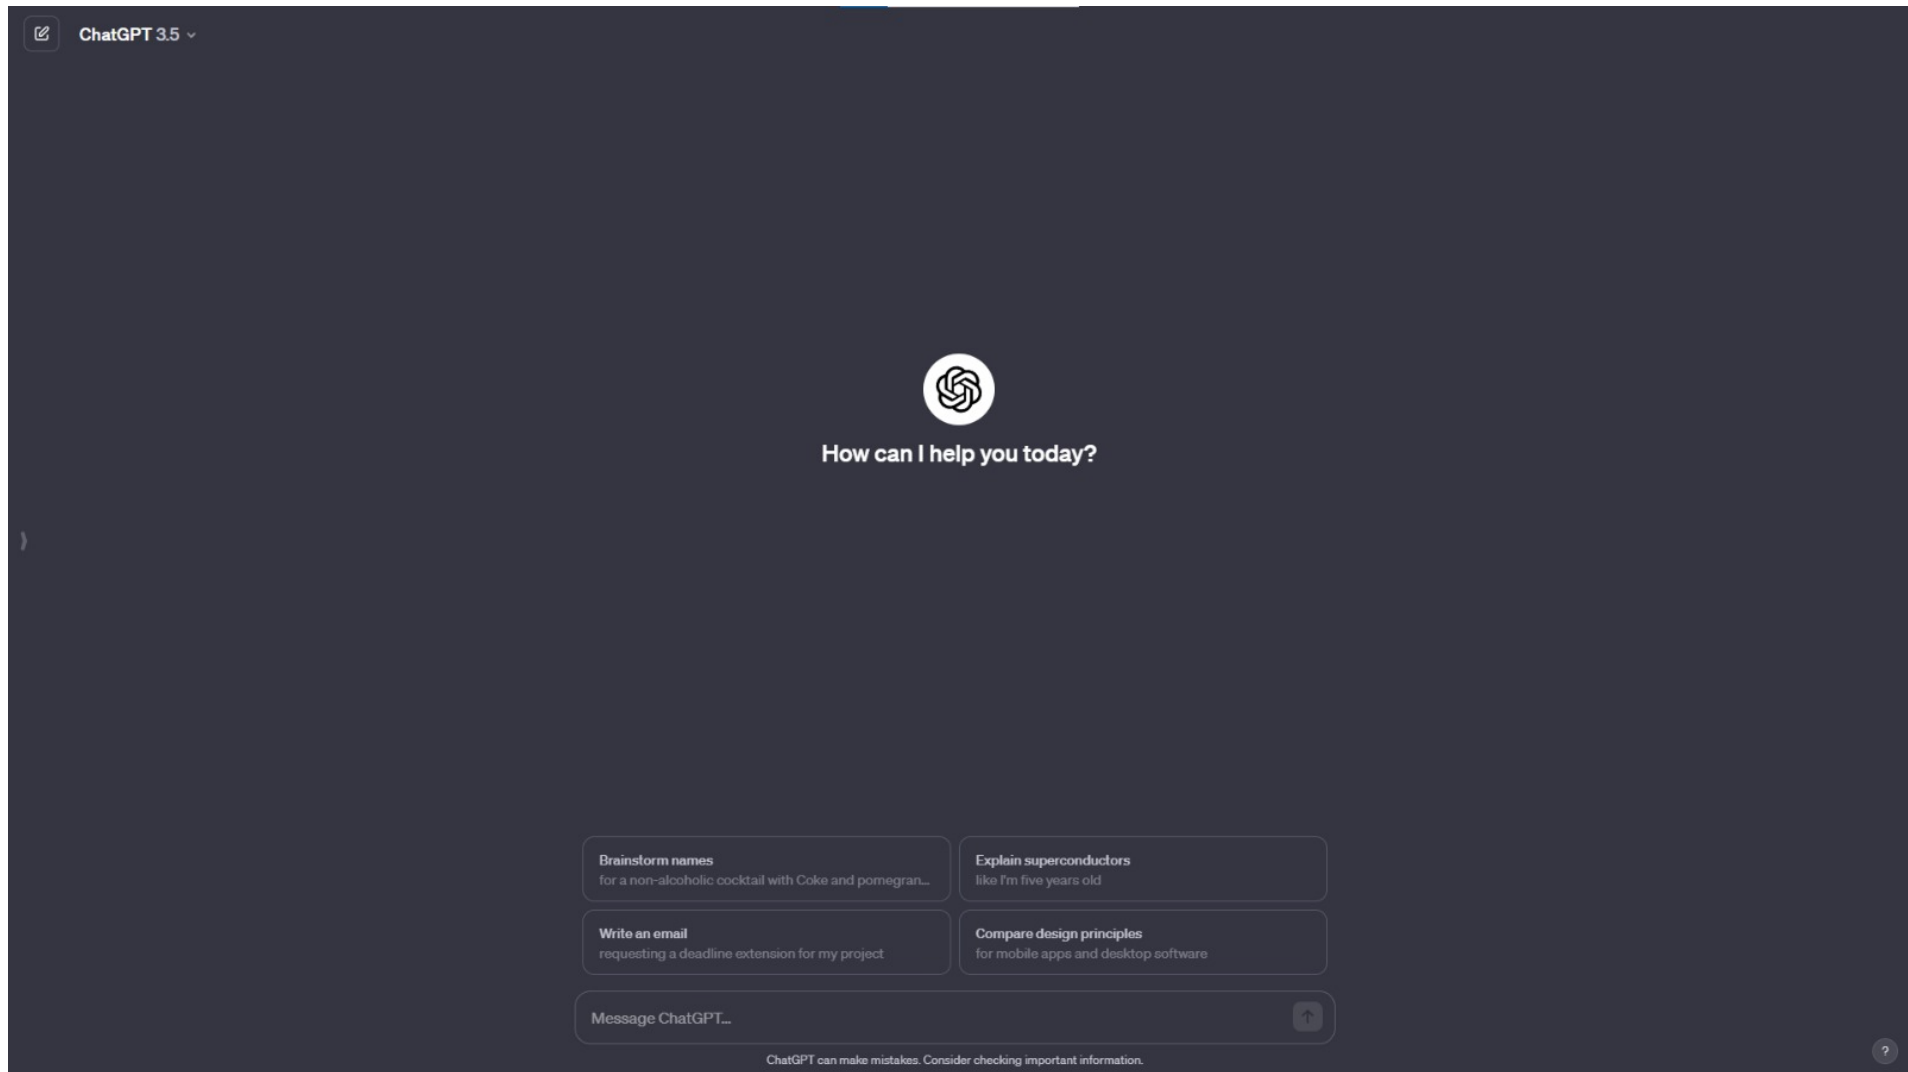 ChatGPT 3.5
How can I help you today?
Brainstorm names
for a non-alcoholic cocktail with Coke and pomegran...
Explain superconductors
like I'm five years old
Write an email
requesting a deadline extension for my project
Compare design principles
for mobile apps and desktop software
Message ChatGPT...
ChatGPT can make mistakes. Consider checking important information.
?